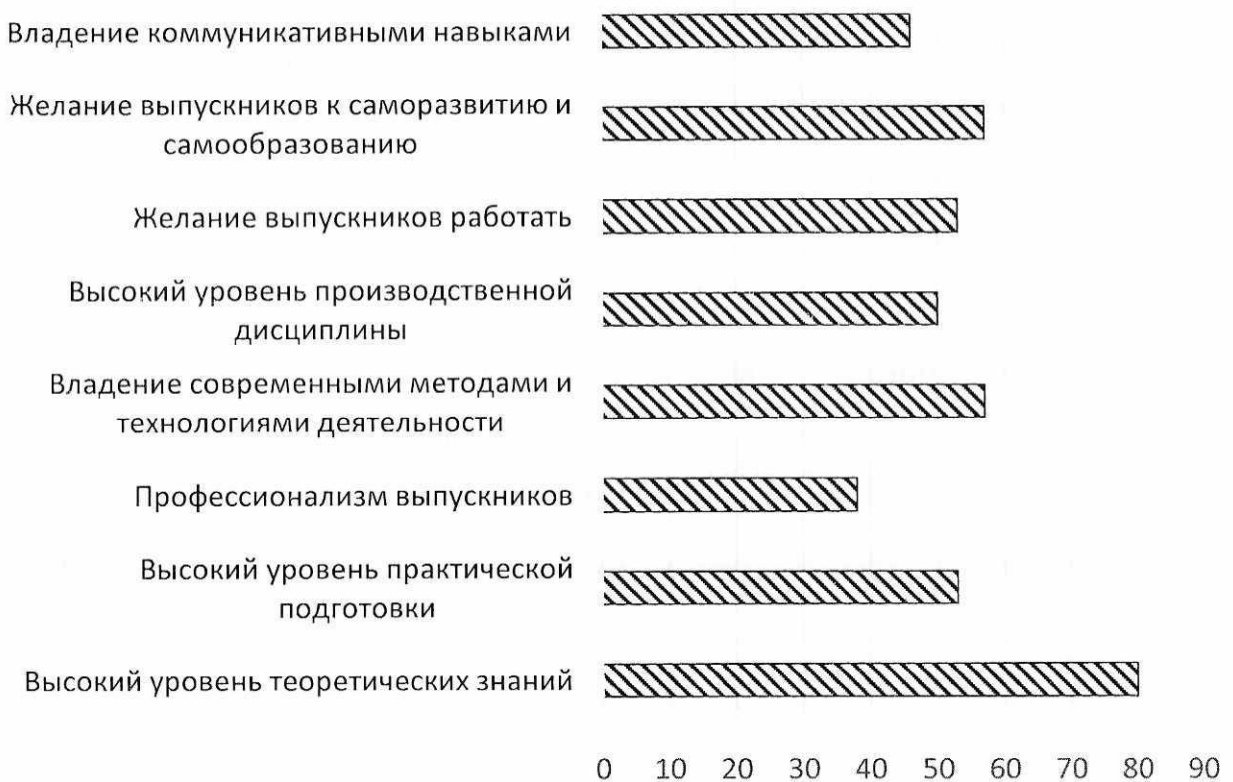 Владение коммуникативными навыками
Желание выпускников к саморазвитию и
самообразованию
Желание выпускников работать
Высокий уровень производственной
дисциплины
Владение современными методами и
технологиями деятельности
Профессионализм выпускников
Высокий уровень практической
подготовки
Высокий уровень теоретических знаний
0 10 20 30 40 50 60 70 80 90